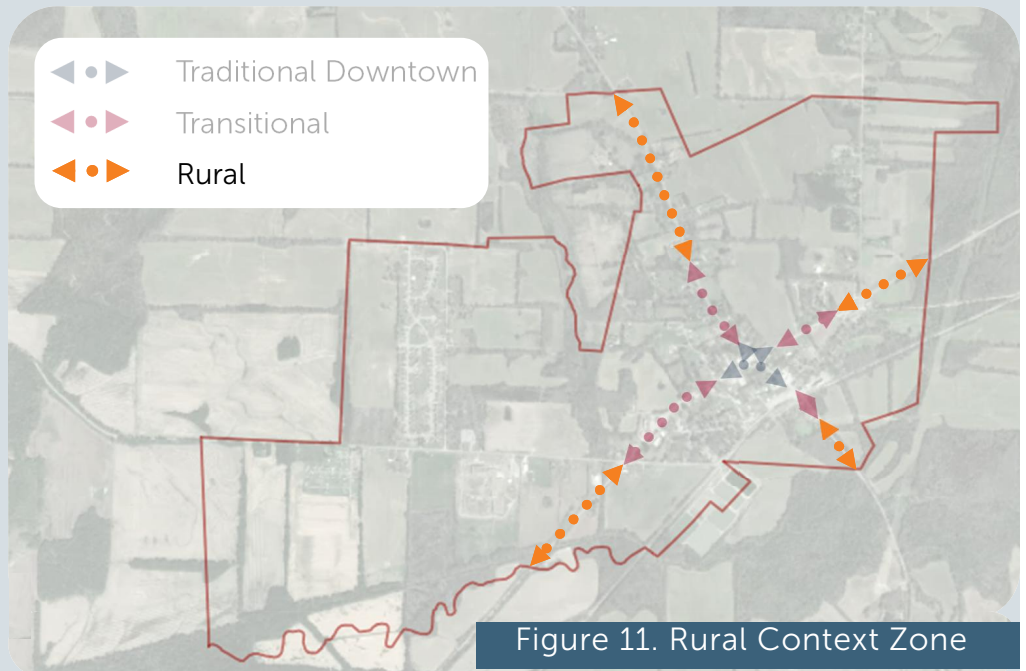 Traditional Downtown
Transitional
Rural
Figure 11. Rural Context Zone